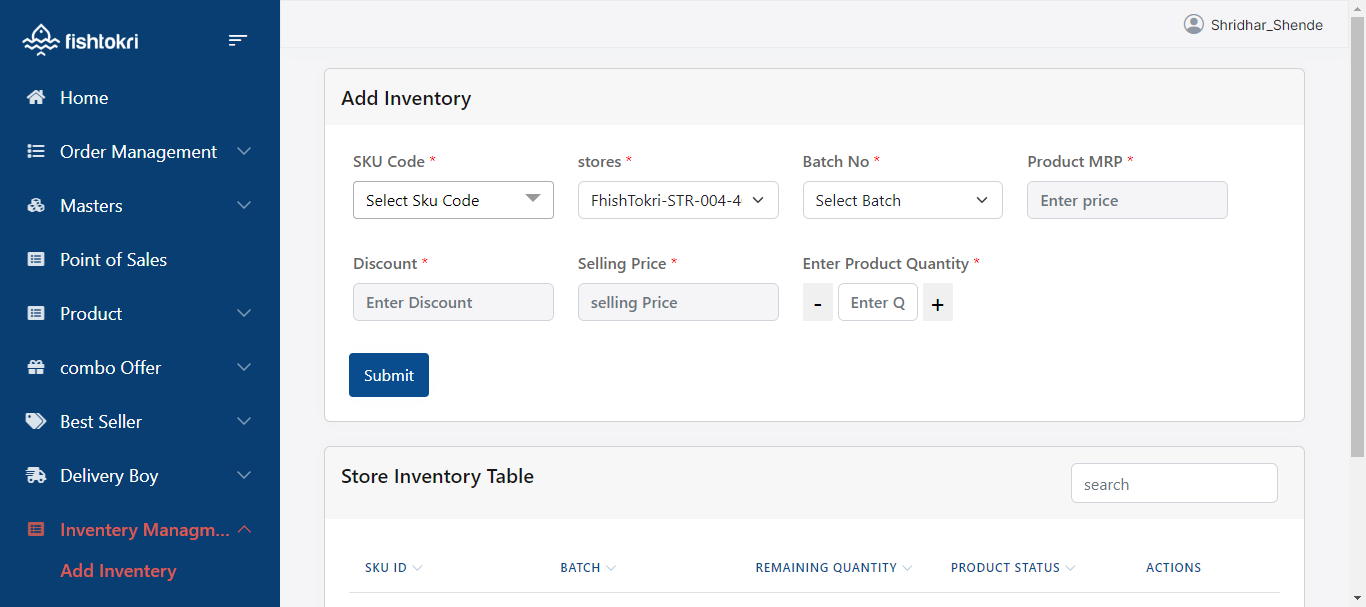 fishtokri
Shridhar_Shende
Home
Order Management
Masters
Point of Sales
Product
combo Offer
Best Seller
Delivery Boy
Inventery Managm...
Add Inventory
Add Inventory
SKU Code *
stores *
Batch No *
Product MRP *
Select Sku Code
FhishTokri-STR-004-4
Select Batch
Enter price
Discount *
Selling Price *
Enter Product Quantity *
Enter Discount
selling Price
- Enter Q +
Submit
Store Inventory Table
search
SKU ID
BATCH
REMAINING QUANTITY
PRODUCT STATUS
ACTIONS